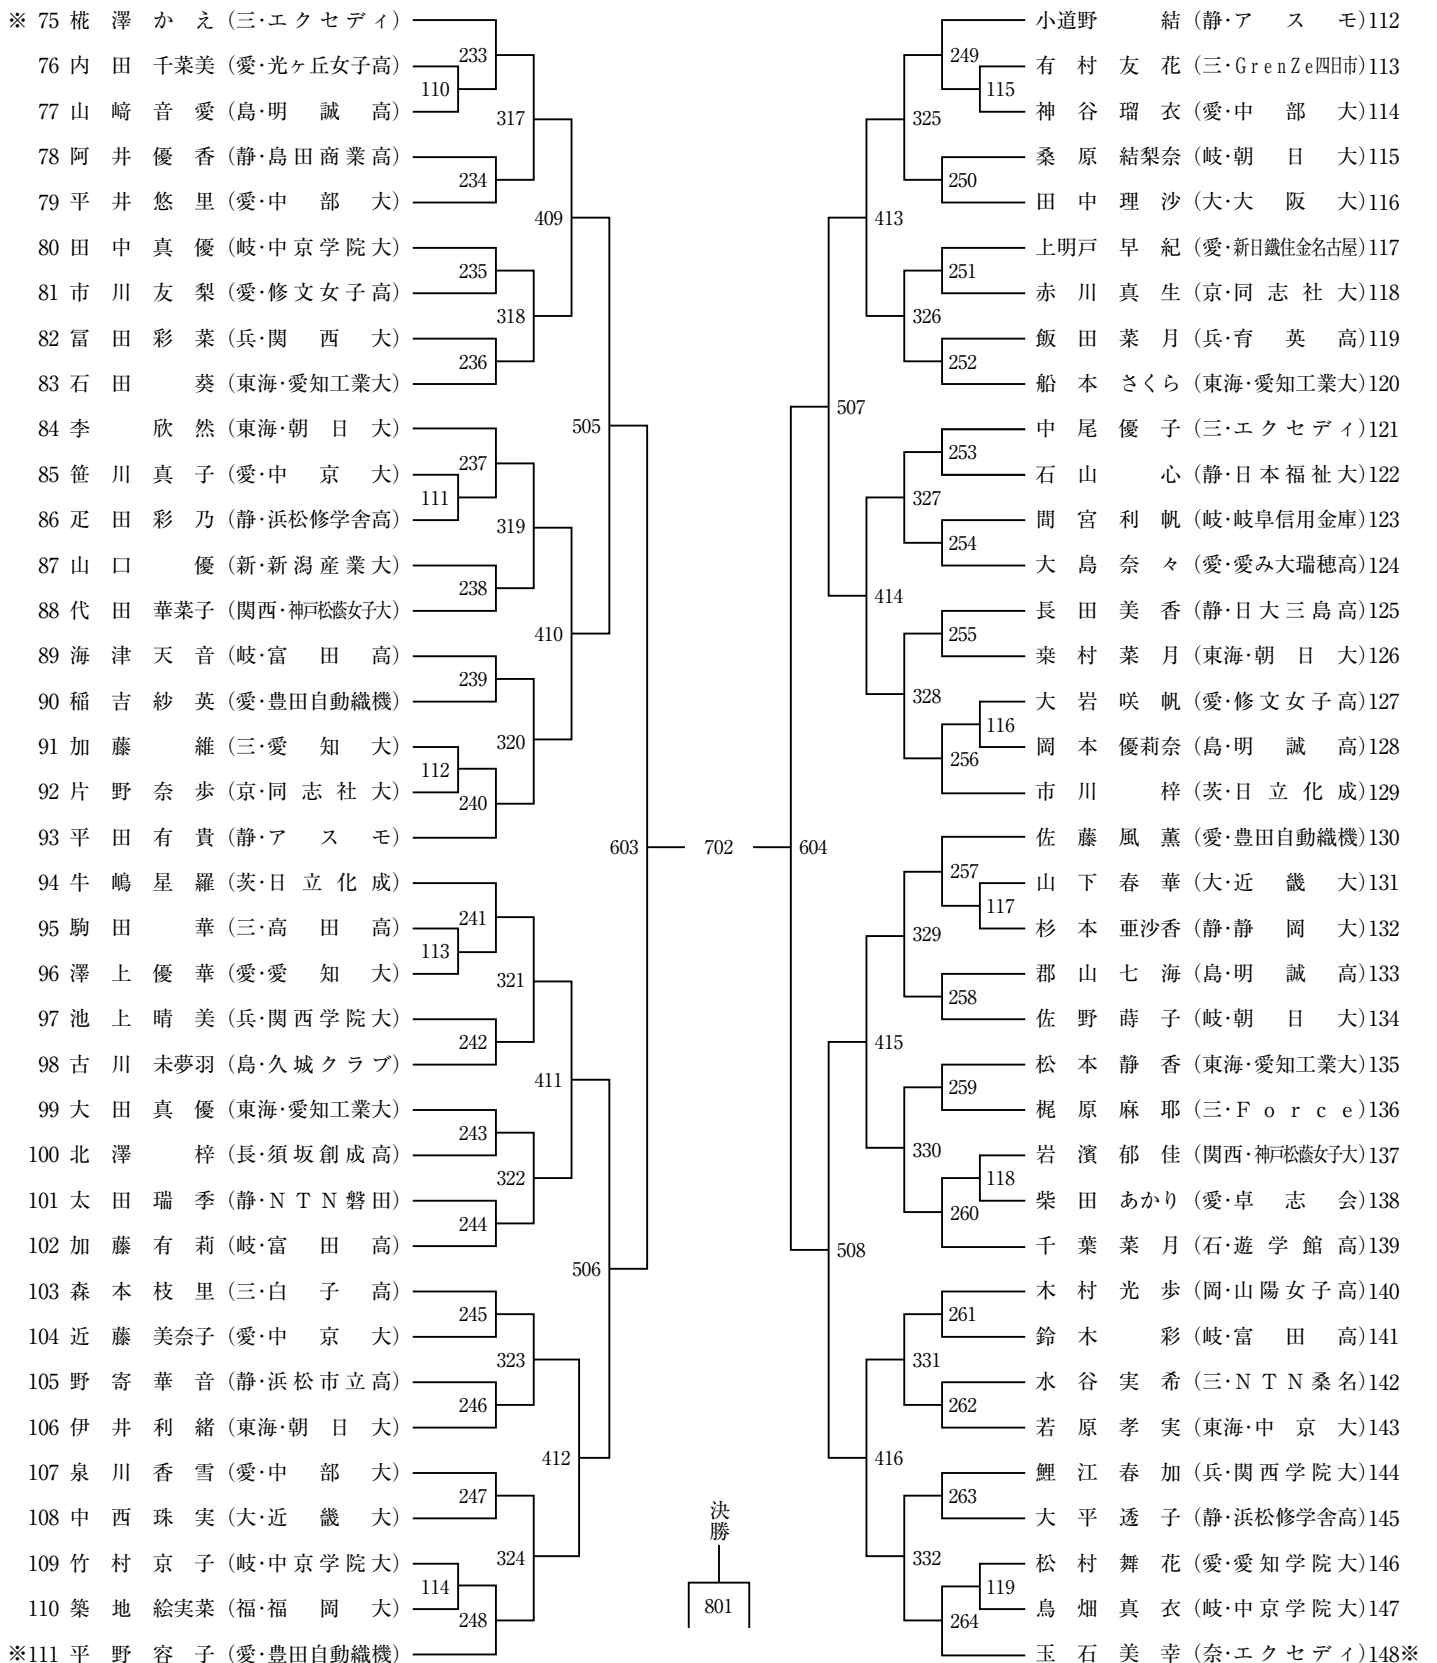 ※ 75 椛澤かえ (三・エクセディ)
76 内田千菜美 (愛・光ヶ丘女子高)
77 山﨑音愛 (島・明誠高)
78 阿井優香 (静・島田商業高)
79 平井悠里 (愛・中部大)
80 田中真優 (岐・中京学院大)
81 市川友梨 (愛・修文女子高)
82 冨田彩菜 (兵・関西大)
83 石田葵 (東海・愛知工業大)
84 李欣然 (東海・朝日大)
85 笹川真子 (愛・中京大)
86 疋田彩乃 (静・浜松修学舎高)
87 山口優 (新・新潟産業大)
88 代田華菜子 (関西・神戸松蔭女子大)
89 海津天音 (岐・富田高)
90 稲吉紗英 (愛・豊田自動織機)
91 加藤維 (三・愛知大)
92 片野奈歩 (京・同志社大)
93 平田有貴 (静・アスモ)
94 牛嶋星羅 (茨・日立化成)
95 駒田華 (三・高田高)
96 澤上優華 (愛・愛知大)
97 池上晴美 (兵・関西学院大)
98 古川未夢羽 (島・久城クラブ)
99 大田真優 (東海・愛知工業大)
100 北澤梓 (長・須坂創成高)
101 太田瑞季 (静・NTN磐田)
102 加藤有莉 (岐・富田高)
103 森本枝里 (三・白子高)
104 近藤美奈子 (愛・中京大)
105 野寄華音 (静・浜松市立高)
106 伊井利緒 (東海・朝日大)
107 泉川香雪 (愛・中部大)
108 中西珠実 (大・近畿大)
109 竹村京子 (岐・中京学院大)
110 築地絵実菜 (福・福岡大)
※111 平野容子 (愛・豊田自動織機)
110
111
112
113
114
233
234
235
236
237
238
239
240
241
242
243
244
245
246
247
248
317
318
319
320
321
322
323
324
409
410
411
412
505
506
603
702
決勝
801
604
507
508
413
414
415
416
325
326
327
328
329
330
331
332
249
250
251
252
253
254
255
256
257
258
259
260
261
262
263
264
115
116
117
118
119
小道野結 (静・アスモ) 112
有村友花 (三・GrenZe四日市) 113
神谷瑠衣 (愛・中部大) 114
桑原結梨奈 (岐・朝日大) 115
田中理沙 (大・大阪大) 116
上明戸早紀 (愛・新日鐵住金名古屋) 117
赤川真生 (京・同志社大) 118
飯田菜月 (兵・育英高) 119
船本さくら (東海・愛知工業大) 120
中尾優子 (三・エクセディ) 121
石山心 (静・日本福祉大) 122
間宮利帆 (岐・岐阜信用金庫) 123
大島奈々 (愛・愛み大瑞穂高) 124
長田美香 (静・日大三島高) 125
桒村菜月 (東海・朝日大) 126
大岩咲帆 (愛・修文女子高) 127
岡本優莉奈 (島・明誠高) 128
市川梓 (茨・日立化成) 129
佐藤風薫 (愛・豊田自動織機) 130
山下春華 (大・近畿大) 131
杉本亜沙香 (静・静岡大) 132
郡山七海 (島・明誠高) 133
佐野蒔子 (岐・朝日大) 134
松本静香 (東海・愛知工業大) 135
梶原麻耶 (三・Force) 136
岩濱郁佳 (関西・神戸松蔭女子大) 137
柴田あかり (愛・卓志会) 138
千葉菜月 (石・遊学館高) 139
木村光歩 (岡・山陽女子高) 140
鈴木彩 (岐・富田高) 141
水谷実希 (三・NTN桑名) 142
若原孝実 (東海・中京大) 143
鯉江春加 (兵・関西学院大) 144
大平透子 (静・浜松修学舎高) 145
松村舞花 (愛・愛知学院大) 146
鳥畑真衣 (岐・中京学院大) 147
玉石美幸 (奈・エクセディ) 148※